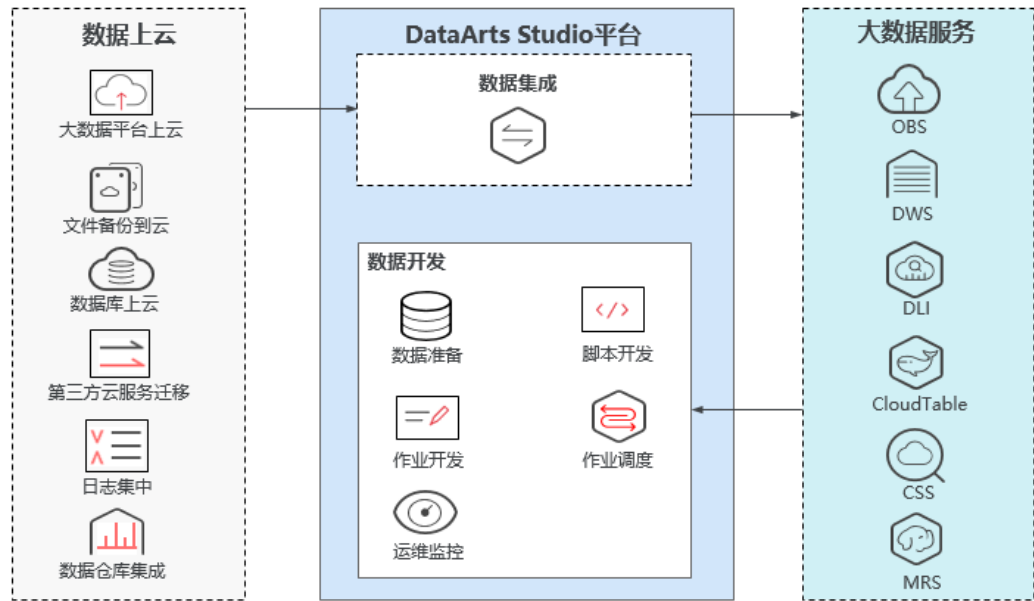 数据上云
大数据平台上云
文件备份到云
数据库上云
第三方云服务迁移
日志集中
数据仓库集成
DataArts Studio平台
数据集成
数据开发
数据准备
脚本开发
作业开发
作业调度
运维监控
大数据服务
OBS
DWS
DLI
CloudTable
CSS
MRS